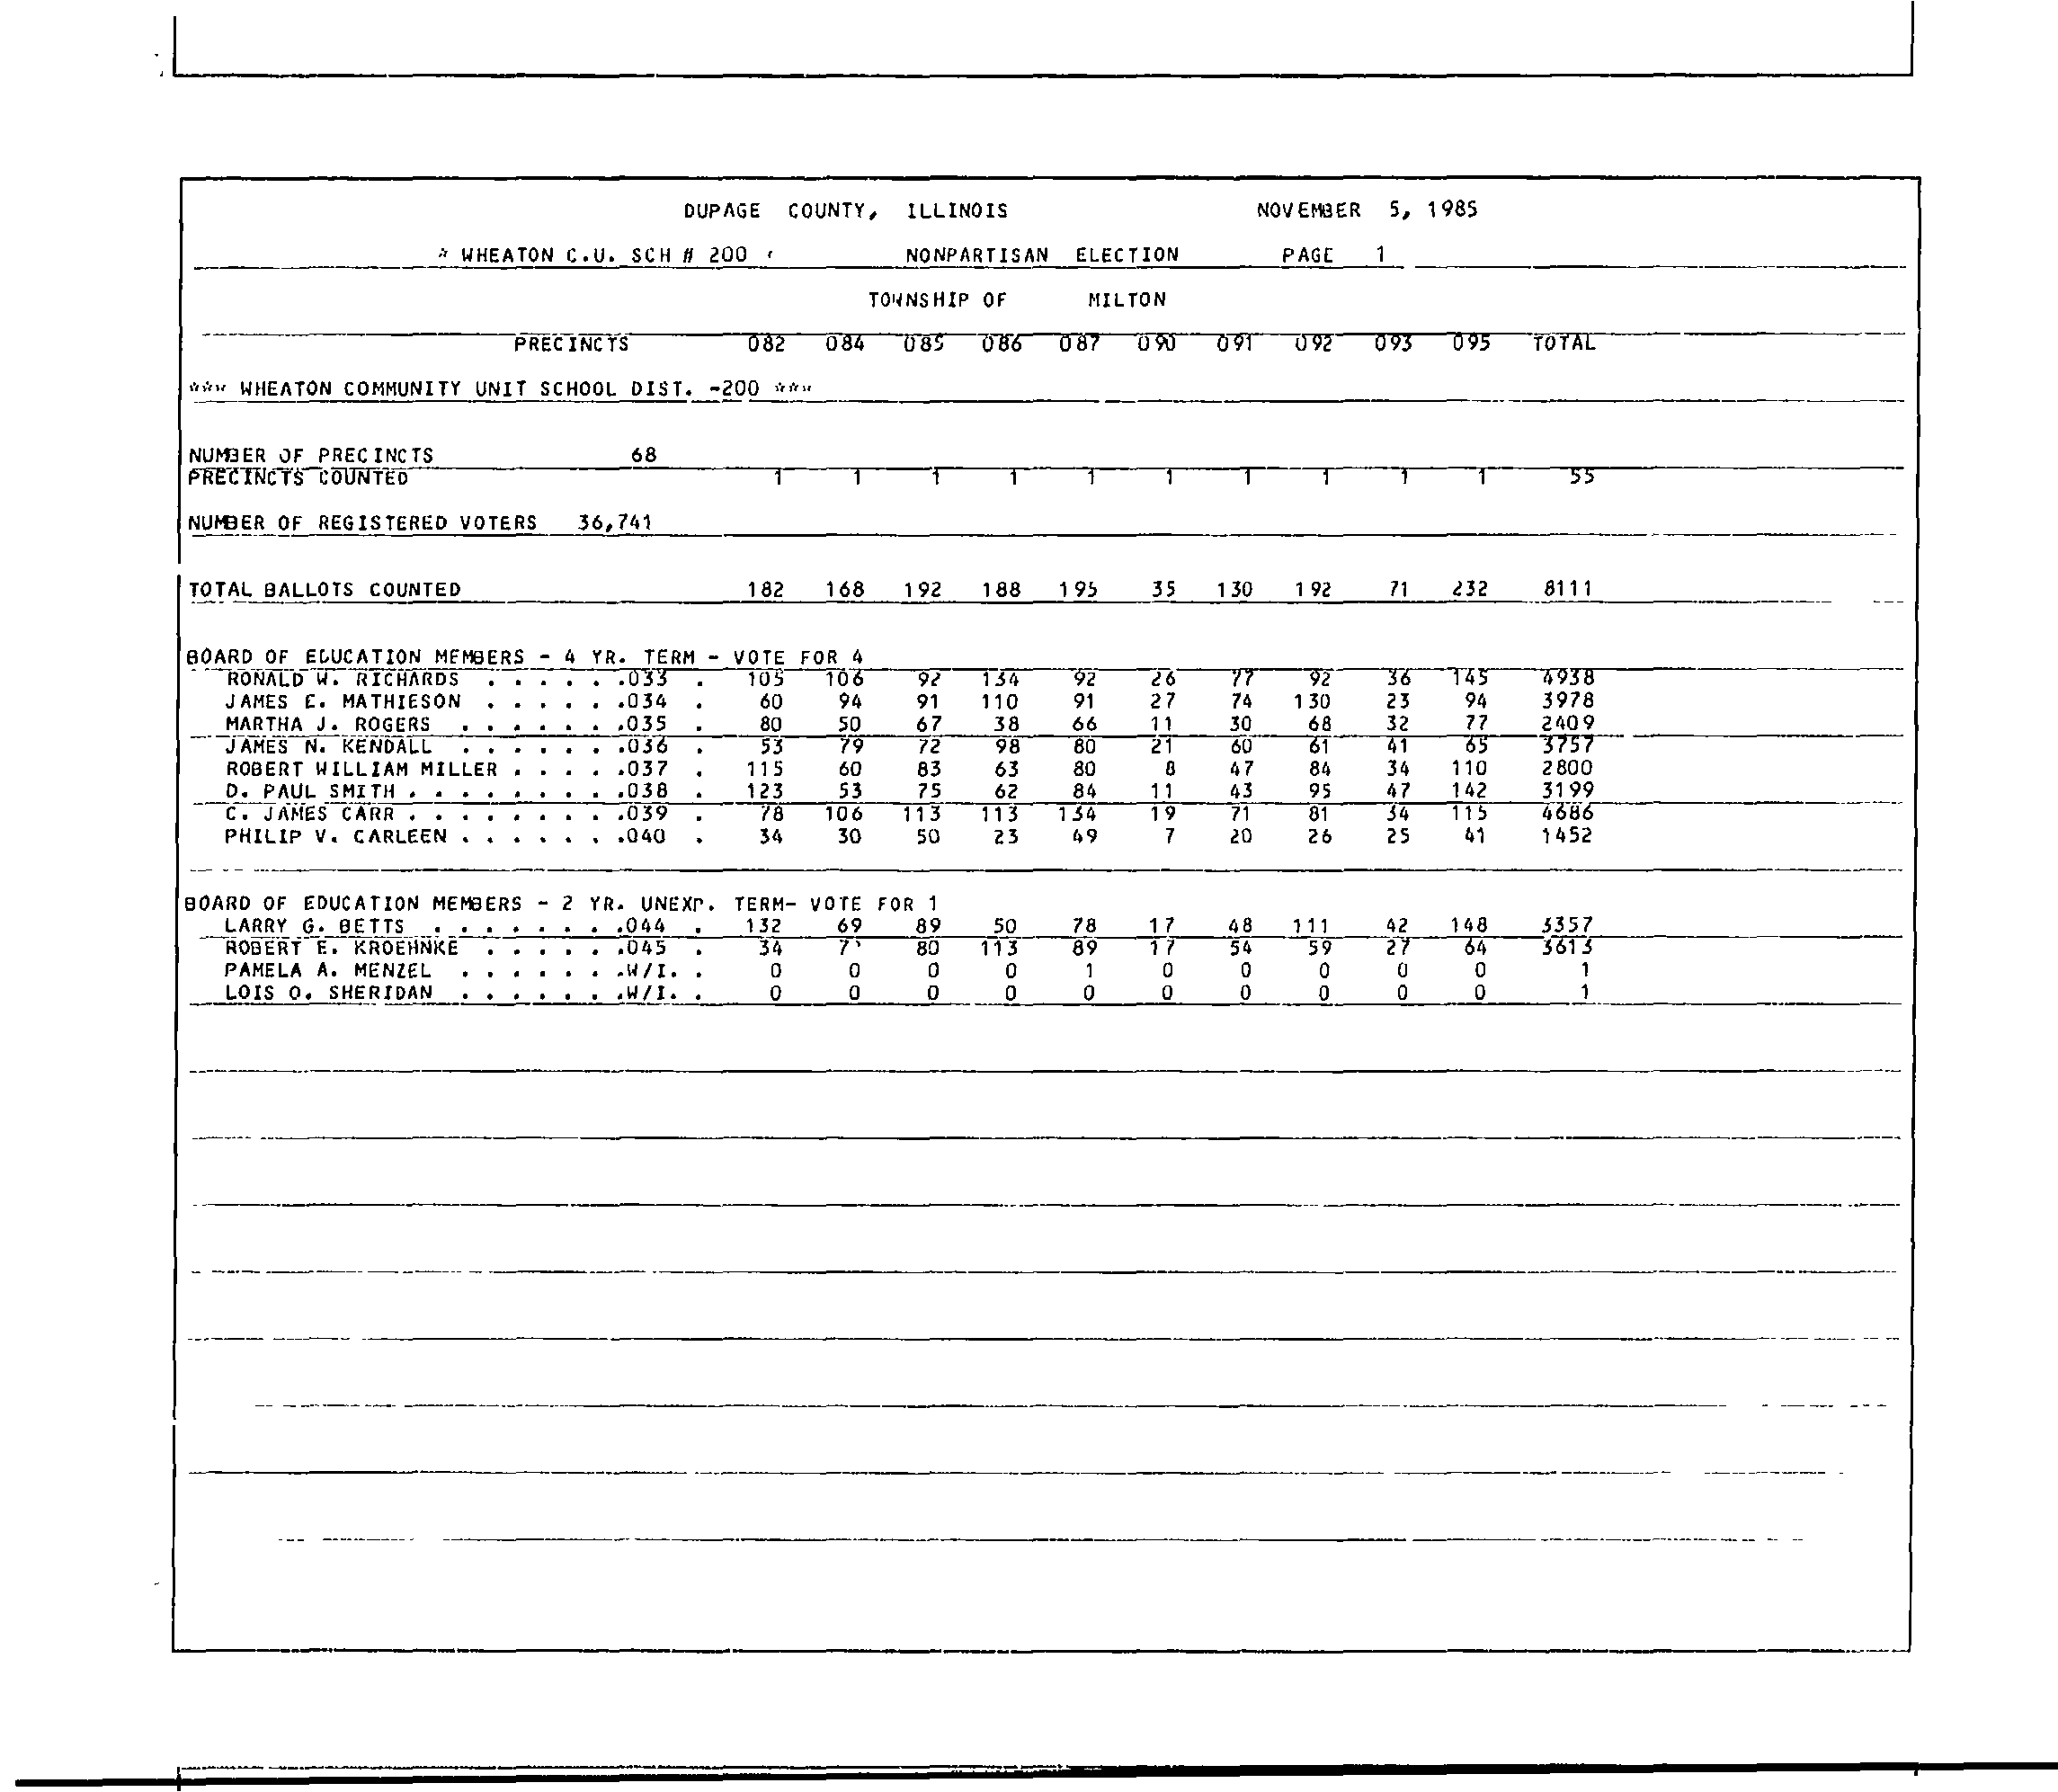 DUPAGE COUNTY, ILLINOIS NOVEMBER 5, 1985
* WHEATON C.U. SCH # 200 NONPARTISAN ELECTION PAGE 1
TOWNSHIP OF MILTON
PRECINCTS 082 084 085 086 087 090 091 092 093 095 TOTAL
*** WHEATON COMMUNITY UNIT SCHOOL DIST. -200 ***
NUMBER OF PRECINCTS 68
PRECINCTS COUNTED 1 1 1 1 1 1 1 1 1 1 55
NUMBER OF REGISTERED VOTERS 36,741
TOTAL BALLOTS COUNTED 182 168 192 188 195 35 130 192 71 232 8111
BOARD OF EDUCATION MEMBERS - 4 YR. TERM - VOTE FOR 4
RONALD W. RICHARDS . . . . . .033 . 105 106 92 134 92 26 77 92 36 145 4938
JAMES E. MATHIESON . . . . . .034 . 60 94 91 110 91 27 74 130 23 94 3978
MARTHA J. ROGERS . . . . . . .035 . 80 50 67 38 66 11 30 68 32 77 2409
JAMES N. KENDALL . . . . . . .036 . 53 79 72 98 80 21 60 61 41 65 3757
ROBERT WILLIAM MILLER . . . . .037 . 115 60 83 63 80 8 47 84 34 110 2800
D. PAUL SMITH . . . . . . . . .038 . 123 53 75 62 84 11 43 95 47 142 3199
C. JAMES CARR . . . . . . . . .039 . 78 106 113 113 134 19 71 81 34 115 4686
PHILIP V. CARLEEN . . . . . . .040 . 34 30 50 23 49 7 20 26 25 41 1452
BOARD OF EDUCATION MEMBERS - 2 YR. UNEXP. TERM- VOTE FOR 1
LARRY G. BETTS . . . . . . . .044 . 132 69 89 50 78 17 48 111 42 148 3357
ROBERT E. KROEHNKE . . . . . .045 . 34 80 113 89 17 54 59 27 64 3613
PAMELA A. MENZEL . . . . . . .W/I. . 0 0 0 0 1 0 0 0 0 0 1
LOIS O. SHERIDAN . . . . . . .W/I. . 0 0 0 0 0 0 0 0 0 0 1